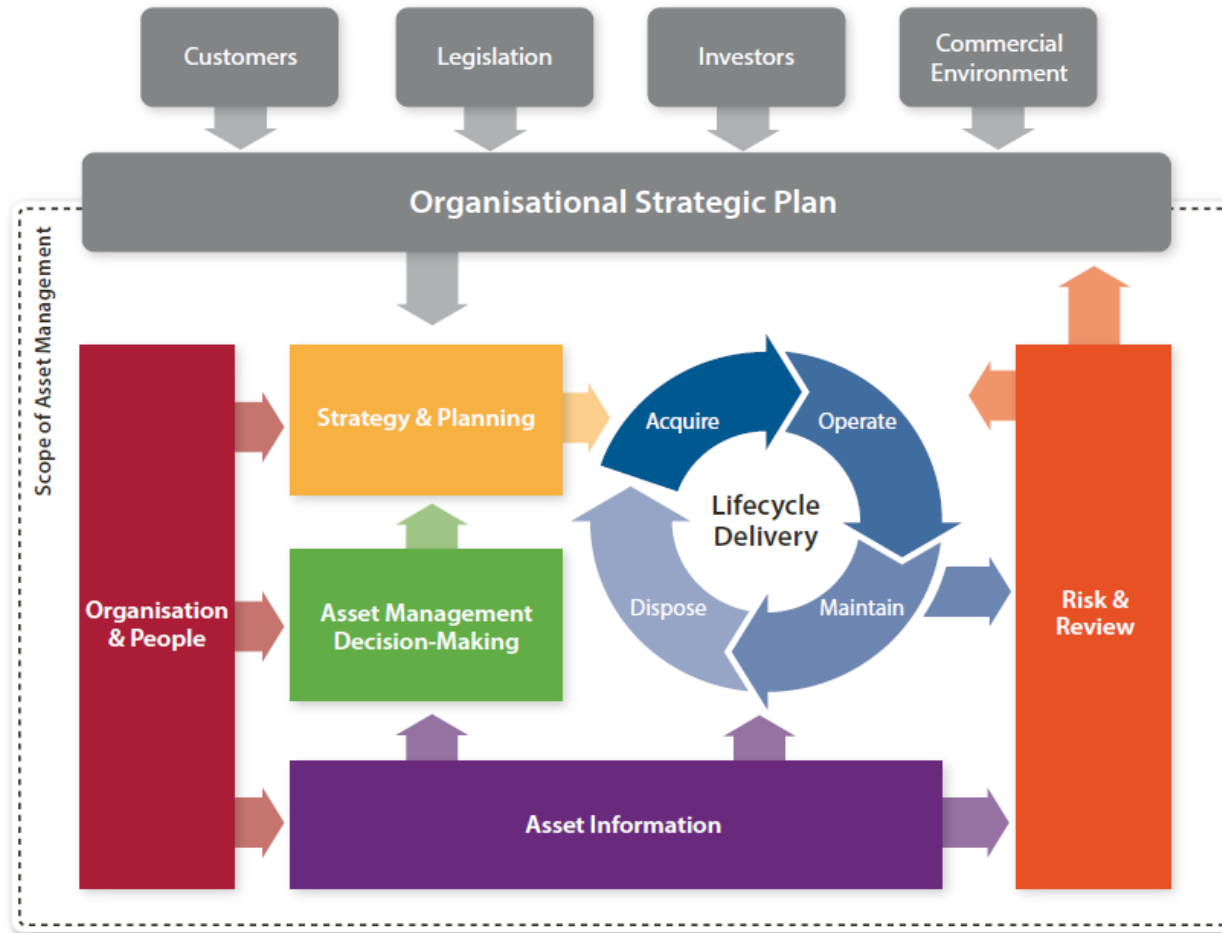 Customers
Legislation
Investors
Commercial
Environment
Organisational Strategic Plan
Scope of Asset Management
Strategy & Planning
Acquire
Operate
Lifecycle
Delivery
Organisation
& People
Asset Management
Decision-Making
Dispose
Maintain
Risk &
Review
Asset Information